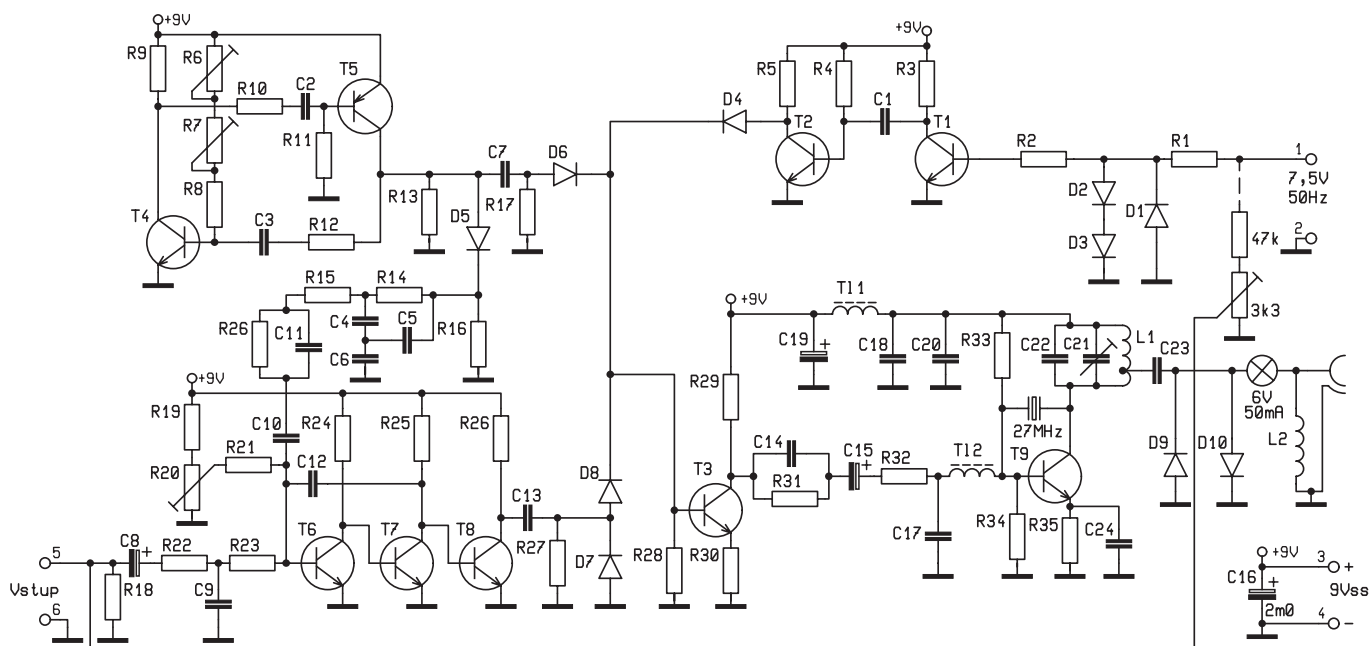 +9V
R9
R6
T5
R10
C2
R7
R11
R8
T4
C3
R12
R13
C7
D6
R17
D5
D4
+9V
R5
R4
R3
C1
T2
T1
R2
R1
1
7,5V
50Hz
D2
D1
D3
2
47k
3k3
R15
R14
R26
C11
C4
C5
C6
R16
+9V
Tl1
C19
+
C18
C20
R33
C22
C21
L1
C23
R29
27MHz
6V
50mA
L2
D9
D10
+9V
R19
R20
R21
C10
R24
R25
R26
C12
D8
T3
C14
R31
C15
+
R32
Tl2
T9
C17
R34
R35
C24
5
Vstup
6
C8
+
R18
R22
R23
C9
T6
T7
T8
C13
R27
D7
R28
R30
+9V
C16
+
2m0
3
+
9Vss
4
-